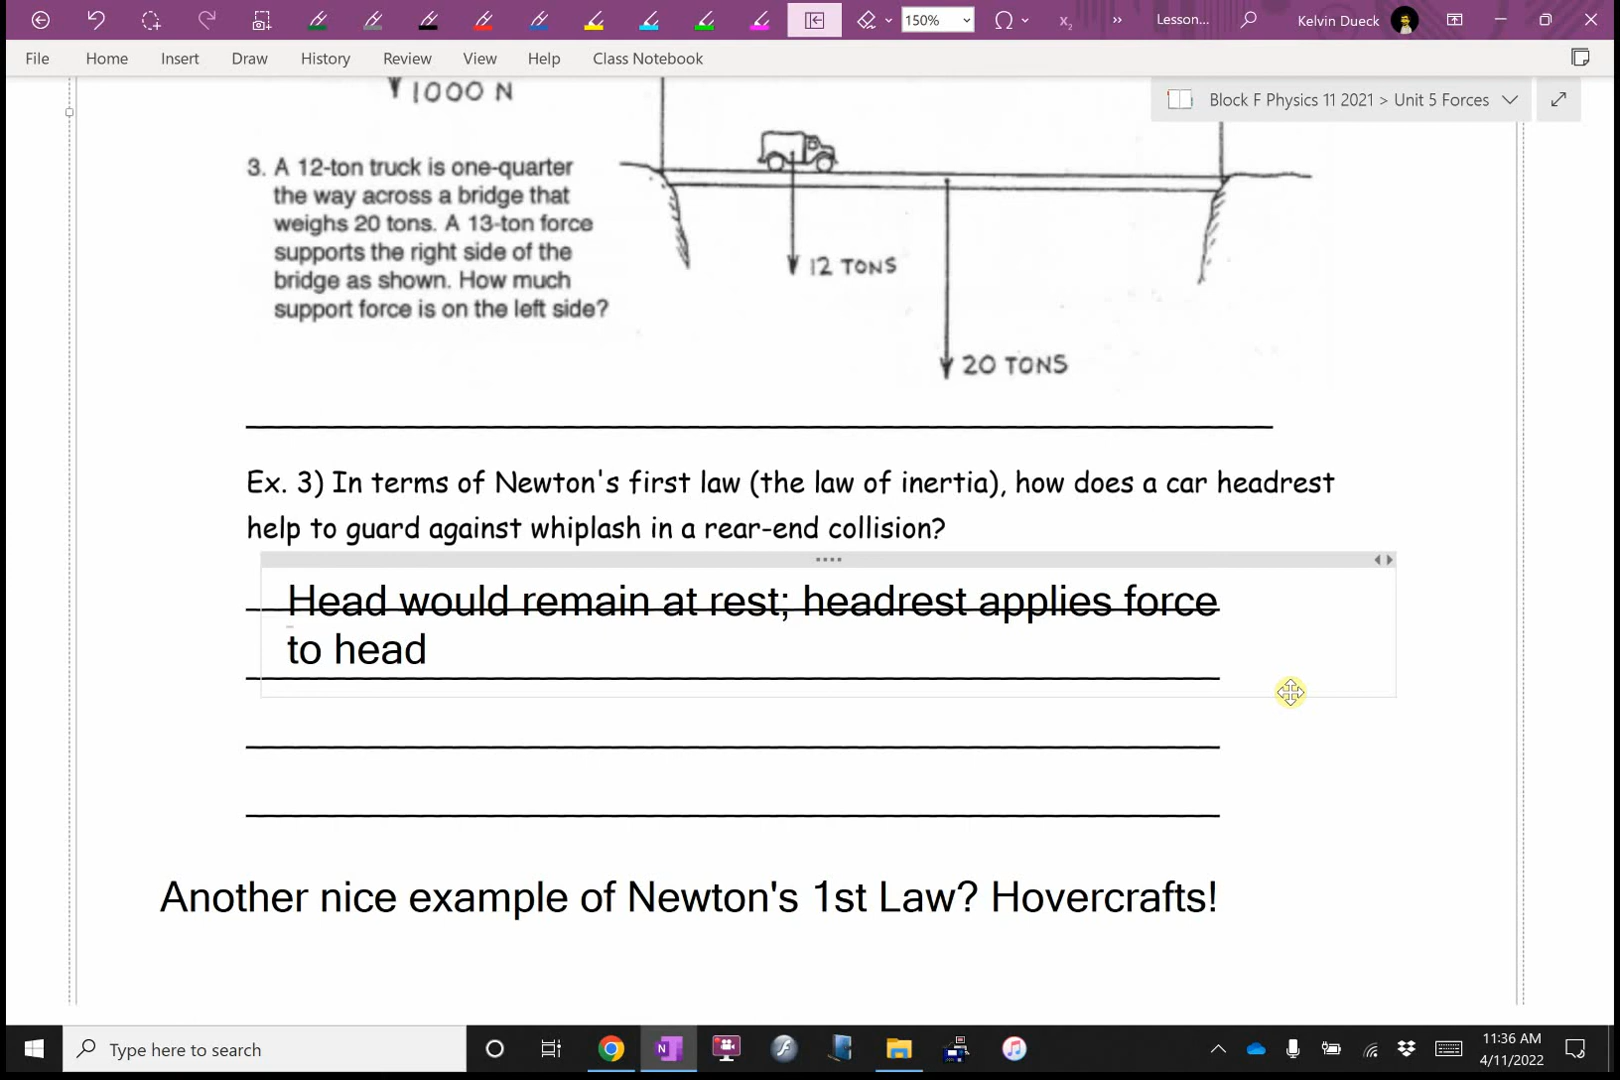 150%
Lesson...
Kelvin Dueck
File Home Insert Draw History Review View Help Class Notebook
Block F Physics 11 2021 > Unit 5 Forces
1000 N
3. A 12-ton truck is one-quarter
the way across a bridge that
weighs 20 tons. A 13-ton force
supports the right side of the
bridge as shown. How much
support force is on the left side?
12 TONS
20 TONS
Ex. 3) In terms of Newton's first law (the law of inertia), how does a car headrest
help to guard against whiplash in a rear-end collision?
Head would remain at rest; headrest applies force
to head
Another nice example of Newton's 1st Law? Hovercrafts!
Type here to search
11:36 AM
4/11/2022